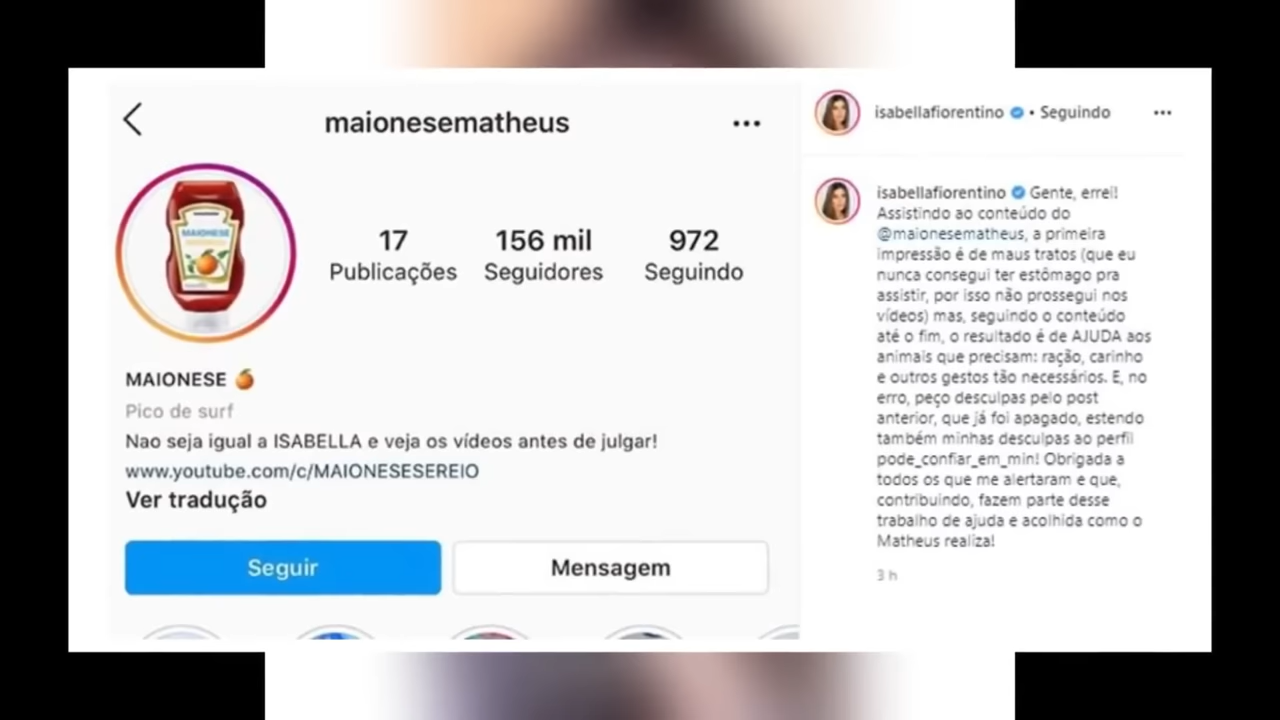 maionesematheus
MAIONESE
17
156 mil
972
Publicações
Seguidores
Seguindo
MAIONESE
Pico de surf
Nao seja igual a ISABELLA e veja os vídeos antes de julgar!
www.youtube.com/c/MAIONESESEREIO
Ver tradução
Seguir
Mensagem
isabellafiorentino • Seguindo
isabellafiorentino Gente, errei!
Assistindo ao conteúdo do
@maionesematheus, a primeira
impressão é de maus tratos (que eu
nunca consegui ter estômago pra
assistir, por isso não prossegui nos
vídeos) mas, seguindo o conteúdo
até o fim, o resultado é de AJUDA aos
animais que precisam: ração, carinho
e outros gestos tão necessários. E, no
erro, peço desculpas pelo post
anterior, que já foi apagado, estendo
também minhas desculpas ao perfil
pode_confiar_em_min! Obrigada a
todos os que me alertaram e que,
contribuindo, fazem parte desse
trabalho de ajuda e acolhida como o
Matheus realiza!
3 h